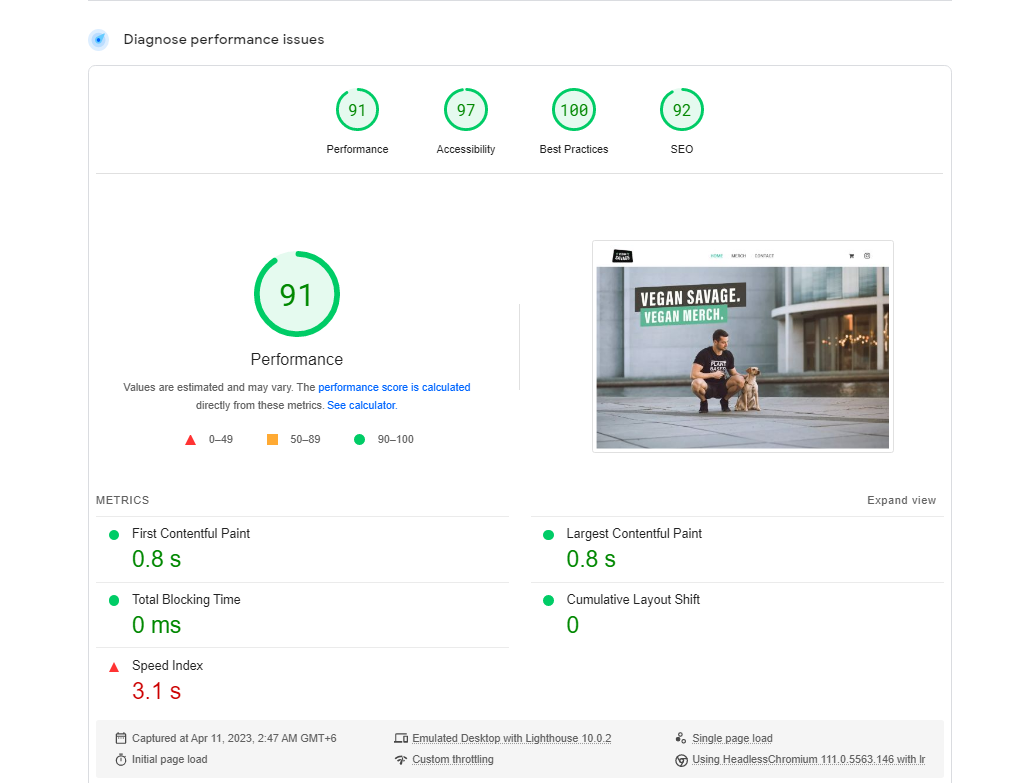 Diagnose performance issues
91 97 100 92
Performance Accessibility Best Practices SEO
91
Performance
Values are estimated and may vary. The performance score is calculated
directly from these metrics. See calculator.
0–49 50–89 90–100
HOME MERCH CONTACT
VEGAN SAVAGE.
VEGAN MERCH.
PLANT
BASED
METRICS
Expand view
First Contentful Paint
0.8 s
Largest Contentful Paint
0.8 s
Total Blocking Time
0 ms
Cumulative Layout Shift
0
Speed Index
3.1 s
Captured at Apr 11, 2023, 2:47 AM GMT+6
Emulated Desktop with Lighthouse 10.0.2
Single page load
Initial page load
Custom throttling
Using HeadlessChromium 111.0.5563.146 with lr